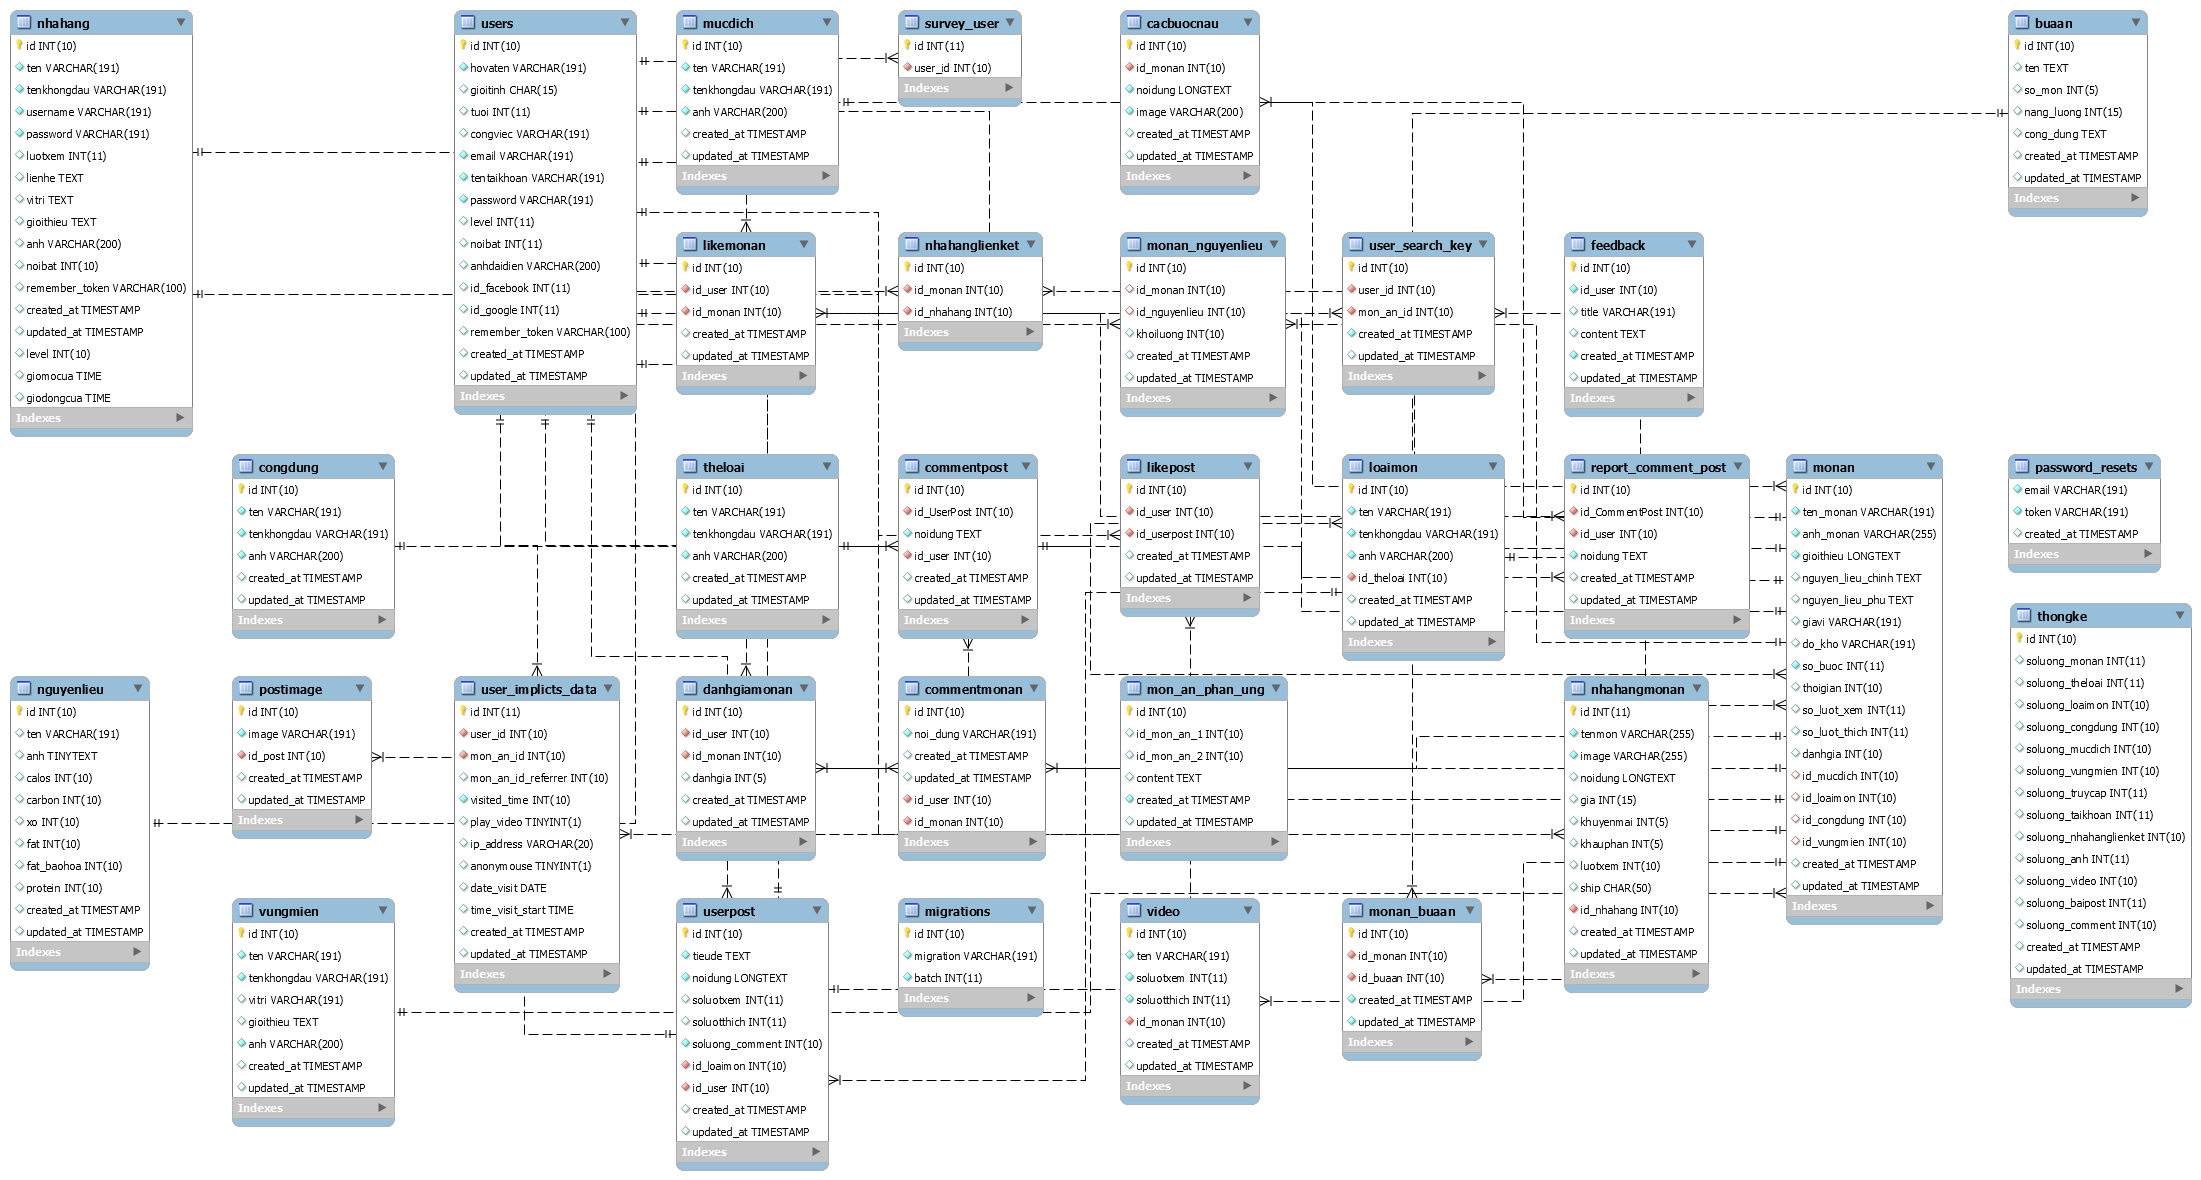 nhahang
id INT(10)
ten VARCHAR(191)
tenkhongdau VARCHAR(191)
username VARCHAR(191)
password VARCHAR(191)
luotxem INT(11)
lienhe TEXT
vitri TEXT
gioithieu TEXT
anh VARCHAR(200)
noibat INT(10)
remember_token VARCHAR(100)
created_at TIMESTAMP
updated_at TIMESTAMP
level INT(10)
giomocua TIME
giodongcua TIME
Indexes
users
id INT(10)
hovaten VARCHAR(191)
gioitinh CHAR(15)
tuoi INT(11)
congviec VARCHAR(191)
email VARCHAR(191)
tentaikhoan VARCHAR(191)
password VARCHAR(191)
level INT(11)
noibat INT(11)
anhdaidien VARCHAR(200)
id_facebook INT(11)
id_google INT(11)
remember_token VARCHAR(100)
created_at TIMESTAMP
updated_at TIMESTAMP
Indexes
mucdich
id INT(10)
ten VARCHAR(191)
tenkhongdau VARCHAR(191)
anh VARCHAR(200)
created_at TIMESTAMP
updated_at TIMESTAMP
Indexes
survey_user
id INT(11)
user_id INT(10)
Indexes
cacbuocnau
id INT(10)
id_monan INT(10)
noidung LONGTEXT
image VARCHAR(200)
created_at TIMESTAMP
updated_at TIMESTAMP
Indexes
buaan
id INT(10)
ten TEXT
so_mon INT(5)
nang_luong INT(15)
cong_dung TEXT
created_at TIMESTAMP
updated_at TIMESTAMP
Indexes
likemonan
id INT(10)
id_user INT(10)
id_monan INT(10)
created_at TIMESTAMP
updated_at TIMESTAMP
Indexes
nhahanglienket
id INT(10)
id_monan INT(10)
id_nhahang INT(10)
Indexes
monan_nguyenlieu
id INT(10)
id_monan INT(10)
id_nguyenlieu INT(10)
khoiluong INT(10)
created_at TIMESTAMP
updated_at TIMESTAMP
Indexes
user_search_key
id INT(10)
user_id INT(10)
mon_an_id INT(10)
created_at TIMESTAMP
updated_at TIMESTAMP
Indexes
feedback
id INT(10)
id_user INT(10)
title VARCHAR(191)
content TEXT
created_at TIMESTAMP
updated_at TIMESTAMP
Indexes
congdung
id INT(10)
ten VARCHAR(191)
tenkhongdau VARCHAR(191)
anh VARCHAR(200)
created_at TIMESTAMP
updated_at TIMESTAMP
Indexes
theloai
id INT(10)
ten VARCHAR(191)
tenkhongdau VARCHAR(191)
anh VARCHAR(200)
created_at TIMESTAMP
updated_at TIMESTAMP
Indexes
commentpost
id INT(10)
id_UserPost INT(10)
noidung TEXT
id_user INT(10)
created_at TIMESTAMP
updated_at TIMESTAMP
Indexes
likepost
id INT(10)
id_user INT(10)
id_userpost INT(10)
created_at TIMESTAMP
updated_at TIMESTAMP
Indexes
loaimon
id INT(10)
ten VARCHAR(191)
tenkhongdau VARCHAR(191)
anh VARCHAR(200)
id_theloai INT(10)
created_at TIMESTAMP
updated_at TIMESTAMP
Indexes
report_comment_post
id INT(10)
id_CommentPost INT(10)
id_user INT(10)
noidung TEXT
created_at TIMESTAMP
updated_at TIMESTAMP
Indexes
monan
id INT(10)
ten_monan VARCHAR(191)
anh_monan VARCHAR(255)
gioithieu LONGTEXT
nguyen_lieu_chinh TEXT
nguyen_lieu_phu TEXT
giavi VARCHAR(191)
do_kho VARCHAR(191)
so_buoc INT(11)
thoigian INT(10)
so_luot_xem INT(11)
so_luot_thich INT(11)
danhgia INT(10)
id_mucdich INT(10)
id_loaimon INT(10)
id_congdung INT(10)
id_vungmien INT(10)
created_at TIMESTAMP
updated_at TIMESTAMP
Indexes
password_resets
email VARCHAR(191)
token VARCHAR(191)
created_at TIMESTAMP
Indexes
thongke
id INT(10)
soluong_monan INT(11)
soluong_theloai INT(11)
soluong_loaimon INT(10)
soluong_congdung INT(10)
soluong_mucdich INT(10)
soluong_vungmien INT(10)
soluong_truycap INT(11)
soluong_taikhoan INT(11)
soluong_nhahanglienket INT(10)
soluong_anh INT(11)
soluong_video INT(10)
soluong_baipost INT(11)
soluong_comment INT(10)
created_at TIMESTAMP
updated_at TIMESTAMP
Indexes
nguyenlieu
id INT(10)
ten VARCHAR(191)
anh TINYTEXT
calos INT(10)
carbon INT(10)
xo INT(10)
fat INT(10)
fat_baohoa INT(10)
protein INT(10)
created_at TIMESTAMP
updated_at TIMESTAMP
Indexes
postimage
id INT(10)
image VARCHAR(191)
id_post INT(10)
created_at TIMESTAMP
updated_at TIMESTAMP
Indexes
user_implicts_data
id INT(11)
user_id INT(10)
mon_an_id INT(10)
mon_an_id_referrer INT(10)
visited_time INT(10)
play_video TINYINT(1)
ip_address VARCHAR(20)
anonymouse TINYINT(1)
date_visit DATE
time_visit_start TIME
created_at TIMESTAMP
updated_at TIMESTAMP
Indexes
danhgiamonan
id INT(10)
id_user INT(10)
id_monan INT(10)
danhgia INT(5)
created_at TIMESTAMP
updated_at TIMESTAMP
Indexes
commentmonan
id INT(10)
noi_dung VARCHAR(191)
created_at TIMESTAMP
updated_at TIMESTAMP
id_user INT(10)
id_monan INT(10)
Indexes
mon_an_phan_ung
id INT(10)
id_mon_an_1 INT(10)
id_mon_an_2 INT(10)
content TEXT
created_at TIMESTAMP
updated_at TIMESTAMP
Indexes
nhahangmonan
id INT(11)
tenmon VARCHAR(255)
image VARCHAR(255)
noidung LONGTEXT
gia INT(15)
khuyenmai INT(5)
khauphan INT(5)
luotxem INT(10)
ship CHAR(50)
id_nhahang INT(10)
created_at TIMESTAMP
updated_at TIMESTAMP
Indexes
vungmien
id INT(10)
ten VARCHAR(191)
tenkhongdau VARCHAR(191)
vitri VARCHAR(191)
gioithieu TEXT
anh VARCHAR(200)
created_at TIMESTAMP
updated_at TIMESTAMP
Indexes
userpost
id INT(10)
tieude TEXT
noidung LONGTEXT
soluotxem INT(11)
soluotthich INT(11)
soluong_comment INT(10)
id_loaimon INT(10)
id_user INT(10)
created_at TIMESTAMP
updated_at TIMESTAMP
Indexes
migrations
id INT(10)
migration VARCHAR(191)
batch INT(11)
Indexes
video
id INT(10)
ten VARCHAR(191)
soluotxem INT(11)
soluotthich INT(11)
id_monan INT(10)
created_at TIMESTAMP
updated_at TIMESTAMP
Indexes
monan_buaan
id INT(10)
id_monan INT(10)
id_buaan INT(10)
created_at TIMESTAMP
updated_at TIMESTAMP
Indexes